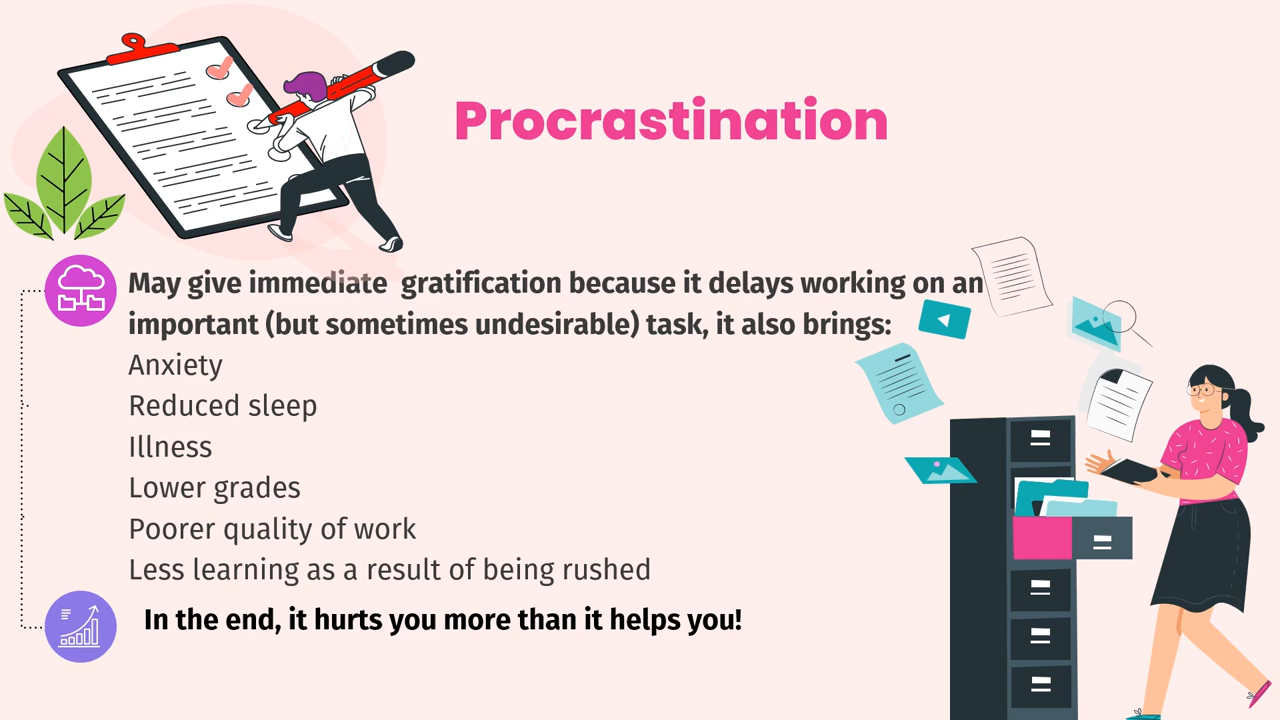 Procrastination
May give immediate  gratification because it delays working on an
important (but sometimes undesirable) task, it also brings:
Anxiety
Reduced sleep
Illness
Lower grades
Poorer quality of work
Less learning as a result of being rushed
In the end, it hurts you more than it helps you!